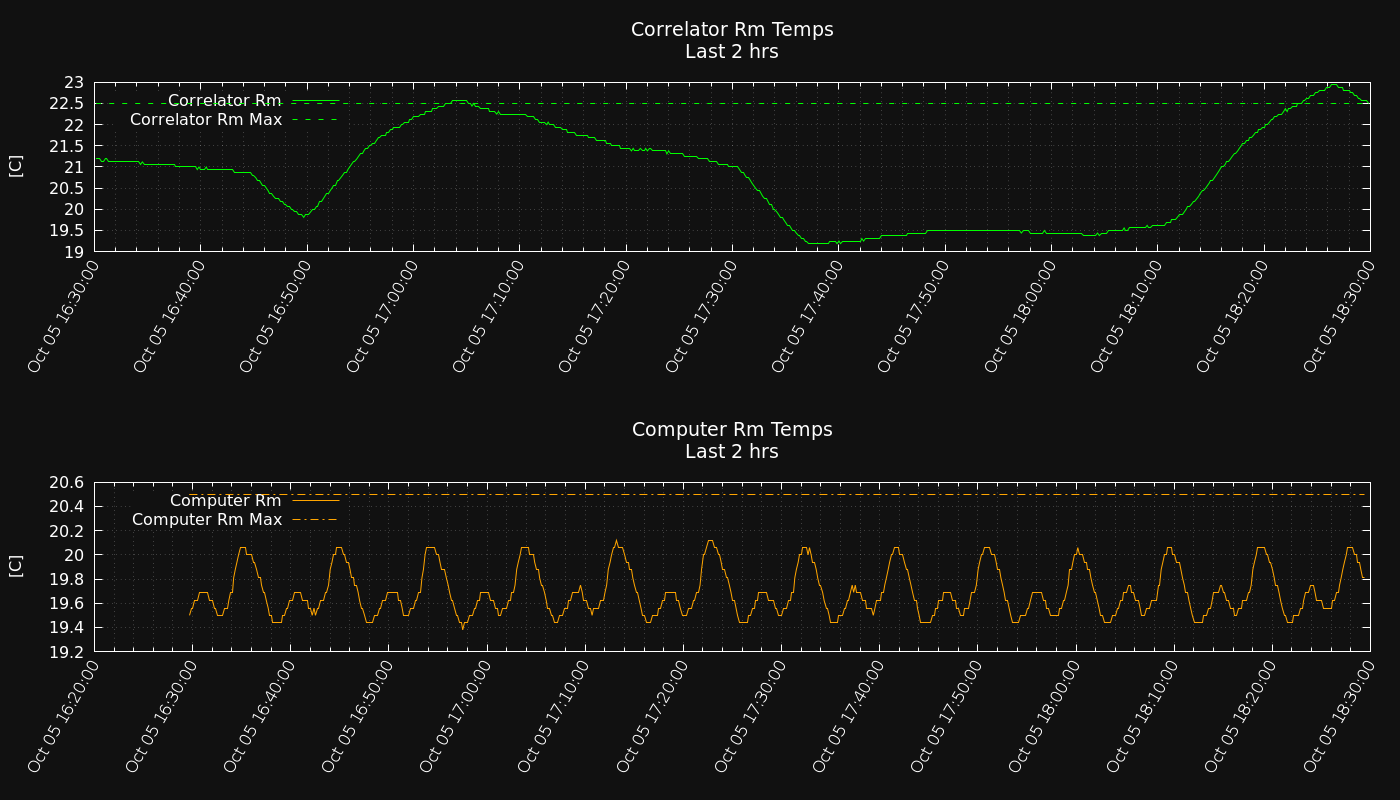 Correlator Rm Temps
Last 2 hrs
23
22.5
22
21.5
21
20.5
20
19.5
19
[C]
Correlator Rm
Correlator Rm Max
Oct 05 16:30:00
Oct 05 16:40:00
Oct 05 16:50:00
Oct 05 17:00:00
Oct 05 17:10:00
Oct 05 17:20:00
Oct 05 17:30:00
Oct 05 17:40:00
Oct 05 17:50:00
Oct 05 18:00:00
Oct 05 18:10:00
Oct 05 18:20:00
Oct 05 18:30:00
Computer Rm Temps
Last 2 hrs
20.6
20.4
20.2
20
19.8
19.6
19.4
19.2
[C]
Computer Rm
Computer Rm Max
Oct 05 16:20:00
Oct 05 16:30:00
Oct 05 16:40:00
Oct 05 16:50:00
Oct 05 17:00:00
Oct 05 17:10:00
Oct 05 17:20:00
Oct 05 17:30:00
Oct 05 17:40:00
Oct 05 17:50:00
Oct 05 18:00:00
Oct 05 18:10:00
Oct 05 18:20:00
Oct 05 18:30:00